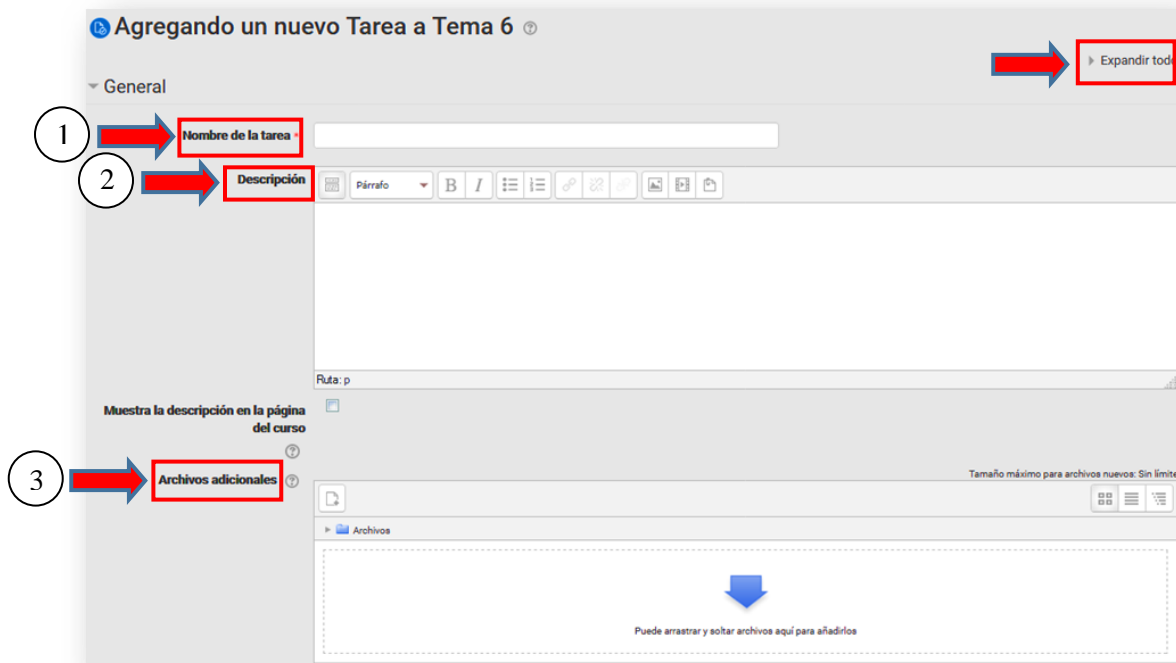 Agregando un nuevo Tarea a Tema 6
Expandir todo
General
1
Nombre de la tarea *
2
Descripción
Párrafo
B I
Ruta: p
Muestra la descripción en la página
del curso
3
Archivos adicionales
Tamaño máximo para archivos nuevos: Sin límite
Archivos
Puede arrastrar y soltar archivos aquí para añadirlos